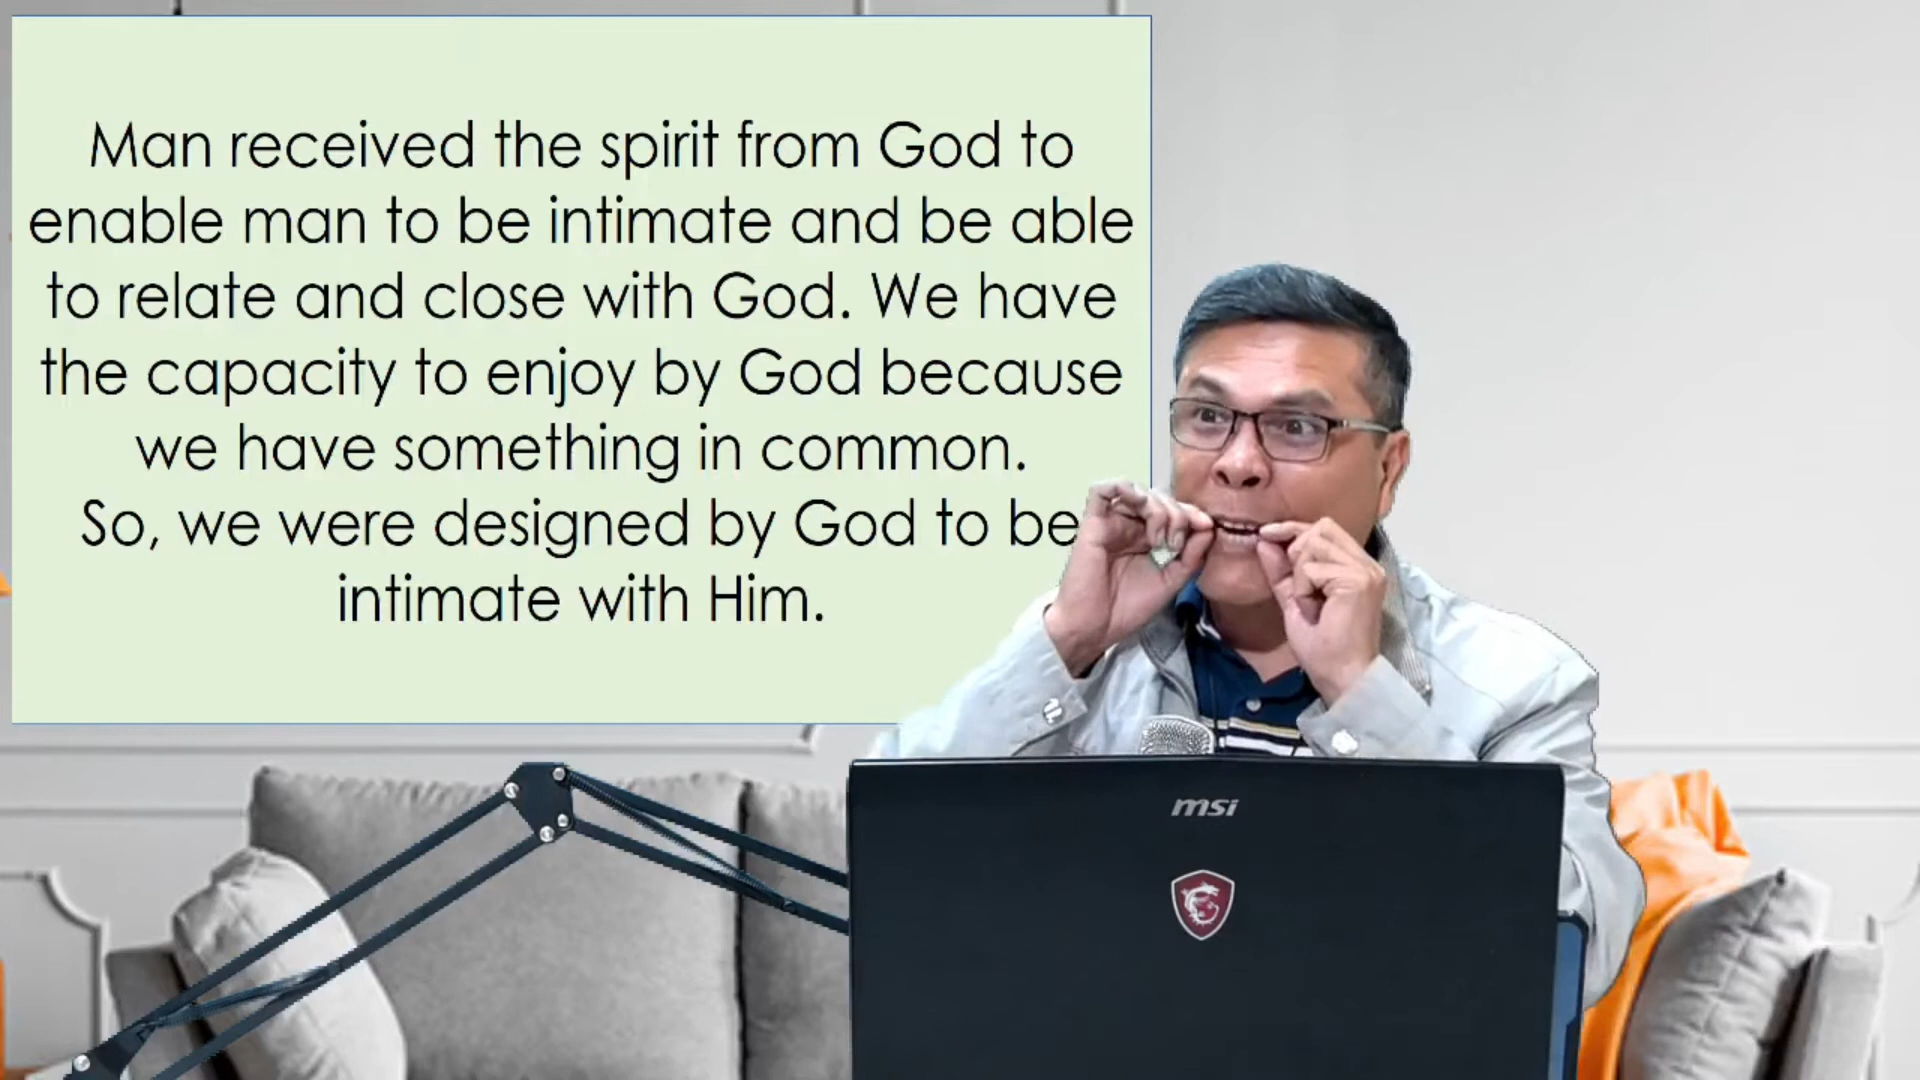 Man received the spirit from God to
enable man to be intimate and be able
to relate and close with God. We have
the capacity to enjoy by God because
we have something in common.
So, we were designed by God to be
intimate with Him.
msi